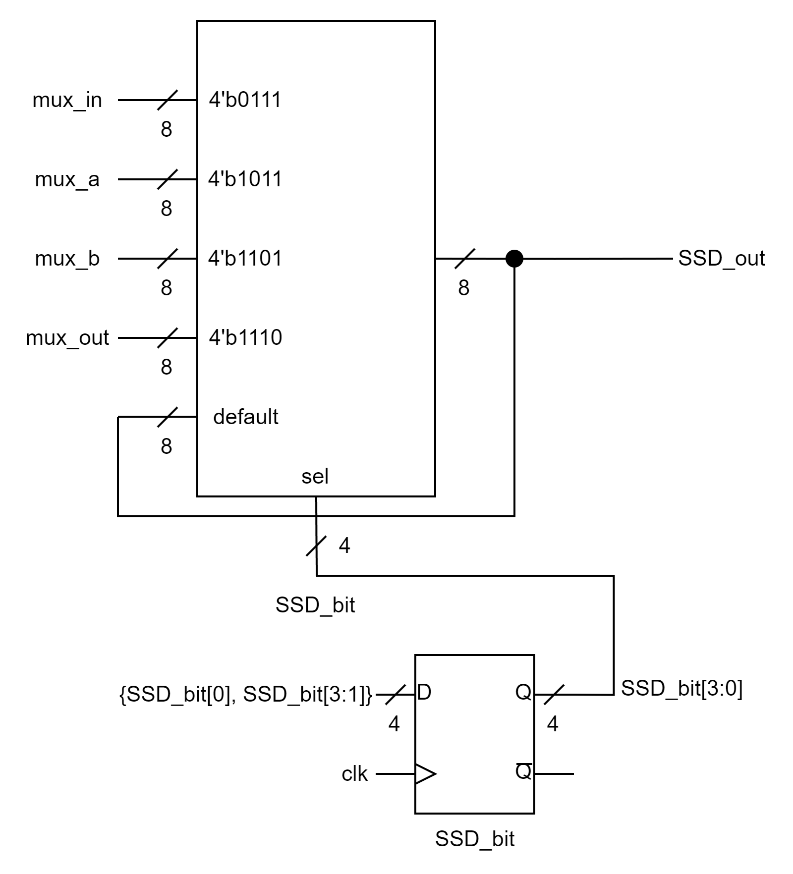 mux_in
8
4'b0111
mux_a
8
4'b1011
mux_b
8
4'b1101
8
SSD_out
mux_out
8
4'b1110
8
default
sel
4
SSD_bit
{SSD_bit[0], SSD_bit[3:1]}
4
D
Q
4
SSD_bit[3:0]
clk
Q̅
SSD_bit